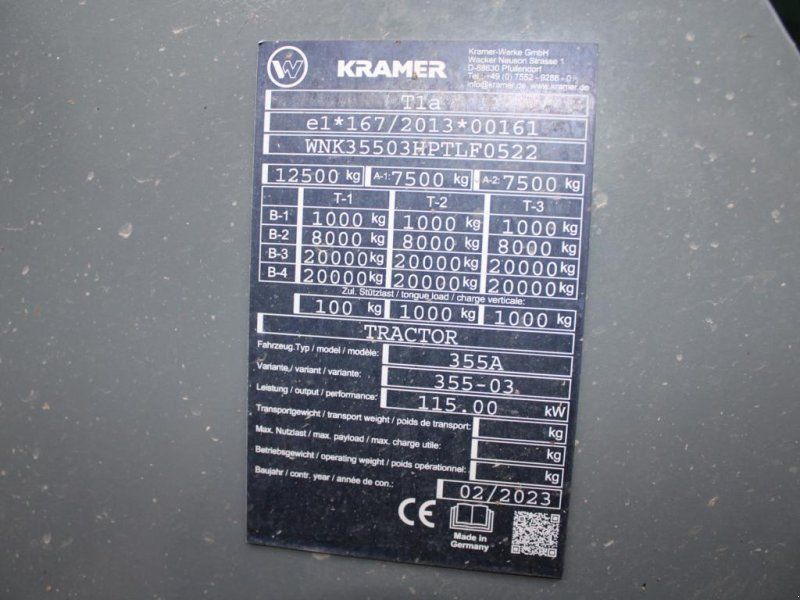 KRAMER
Kramer-Werke GmbH
Wacker Neuson Strasse 1
D-88630 Pfullendorf
Tel.: +49 (0) 7552 - 9288 - 0
info@kramer.de www.kramer.de
T1a
e1*167/2013*00161
WNK35503HPTLF0522
12500 kg A-1: 7500 kg A-2: 7500 kg
T-1 T-2 T-3
B-1 1000 kg 1000 kg 1000 kg
B-2 8000 kg 8000 kg 8000 kg
B-3 20000 kg 20000 kg 20000 kg
B-4 20000 kg 20000 kg 20000 kg
Zul. Stützlast / tongue load / charge verticale:
100 kg 1000 kg 1000 kg
TRACTOR
Fahrzeug.Typ / model / modèle: 355A
Variante / variant / variante: 355-03
Leistung / output / performance: 115.00 kW
Transportgewicht / transport weight / poids de transport: kg
Max. Nutzlast / max. payload / max. charge utile: kg
Betriebsgewicht / operating weight / poids opérationnel: kg
Baujahr / contr. year / année de con.: 02/2023
CE
Made in
Germany